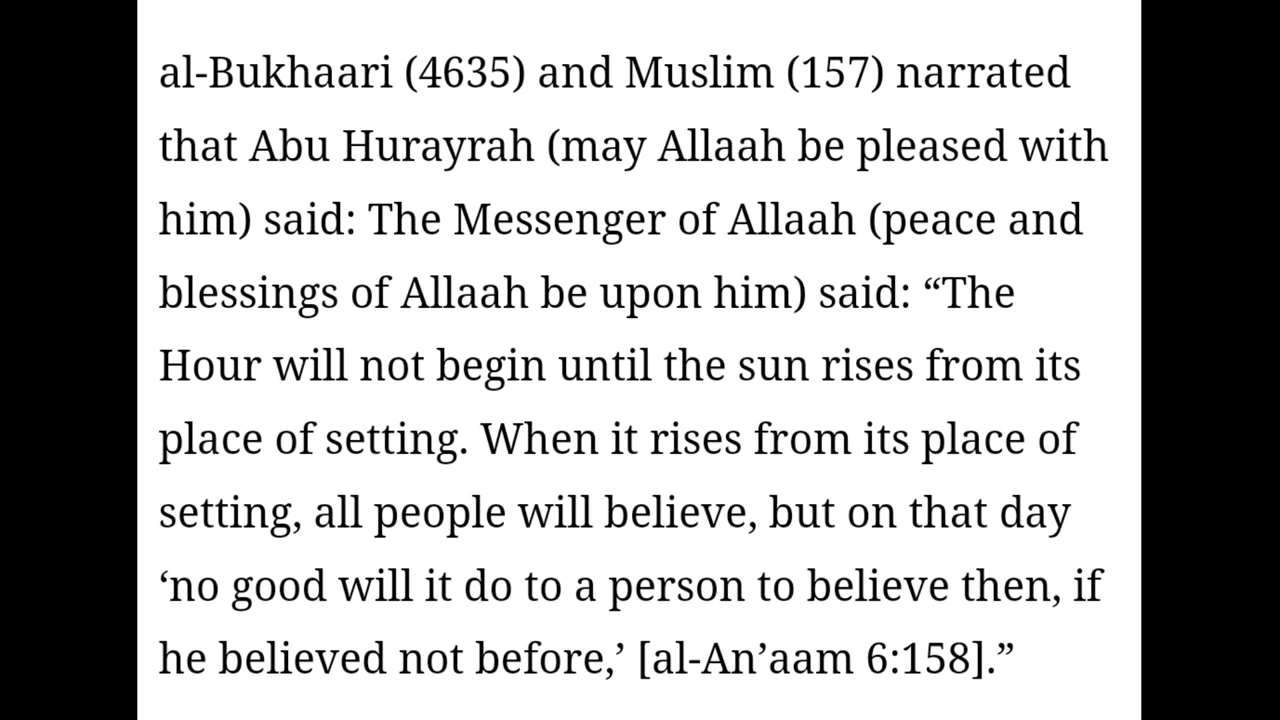 al-Bukhaari (4635) and Muslim (157) narrated
that Abu Hurayrah (may Allaah be pleased with
him) said: The Messenger of Allaah (peace and
blessings of Allaah be upon him) said: “The
Hour will not begin until the sun rises from its
place of setting. When it rises from its place of
setting, all people will believe, but on that day
‘no good will it do to a person to believe then, if
he believed not before,’ [al-An’aam 6:158].”